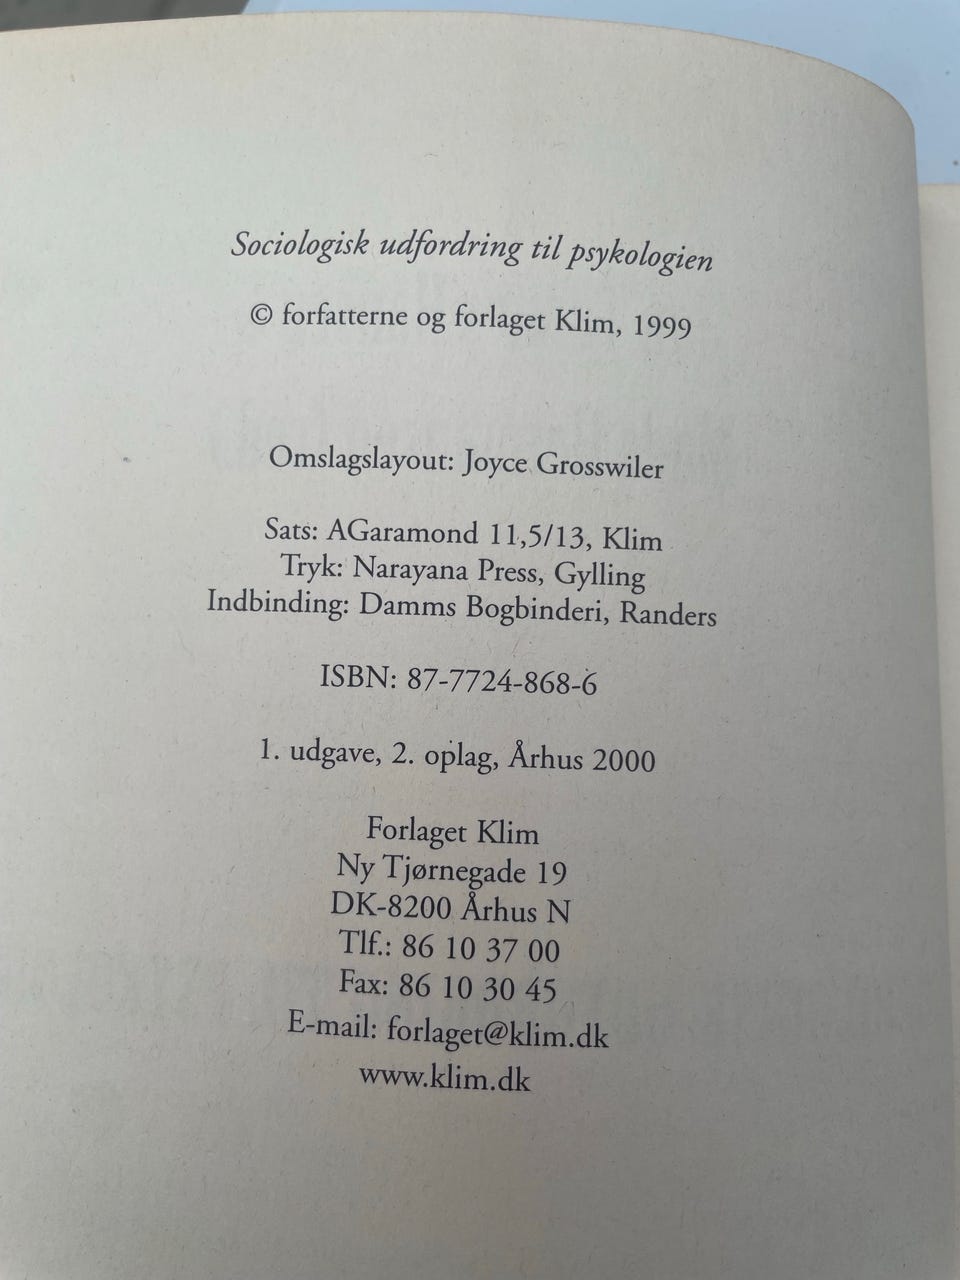 Sociologisk udfordring til psykologien
© forfatterne og forlaget Klim, 1999
Omslagslayout: Joyce Grosswiler
Sats: AGaramond 11,5/13, Klim
Tryk: Narayana Press, Gylling
Indbinding: Damms Bogbinderi, Randers
ISBN: 87-7724-868-6
1. udgave, 2. oplag, Århus 2000
Forlaget Klim
Ny Tjørnegade 19
DK-8200 Århus N
Tlf.: 86 10 37 00
Fax: 86 10 30 45
E-mail: forlaget@klim.dk
www.klim.dk